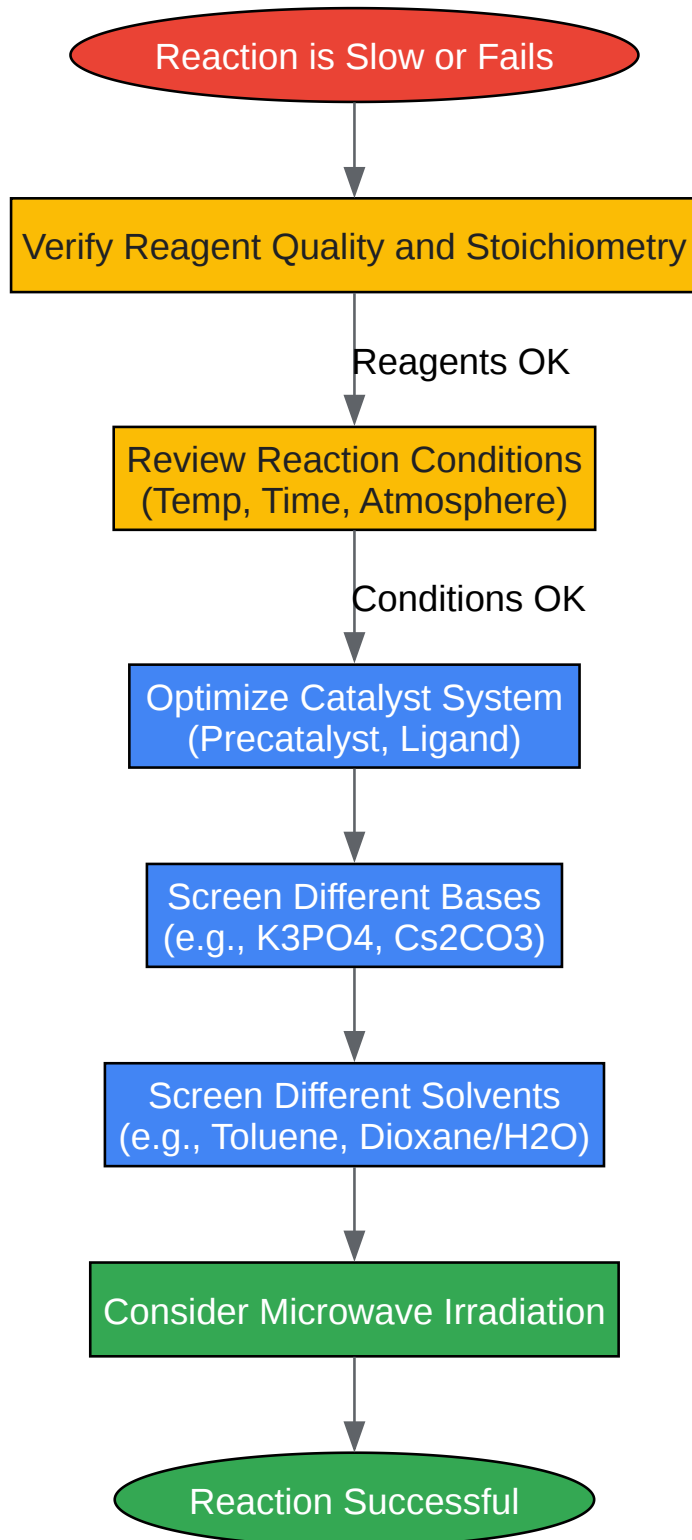 Reaction is Slow or Fails
Verify Reagent Quality and Stoichiometry
Reagents OK
Review Reaction Conditions
(Temp, Time, Atmosphere)
Conditions OK
Optimize Catalyst System
(Precatalyst, Ligand)
Screen Different Bases
(e.g., K3PO4, Cs2CO3)
Screen Different Solvents
(e.g., Toluene, Dioxane/H2O)
Consider Microwave Irradiation
Reaction Successful